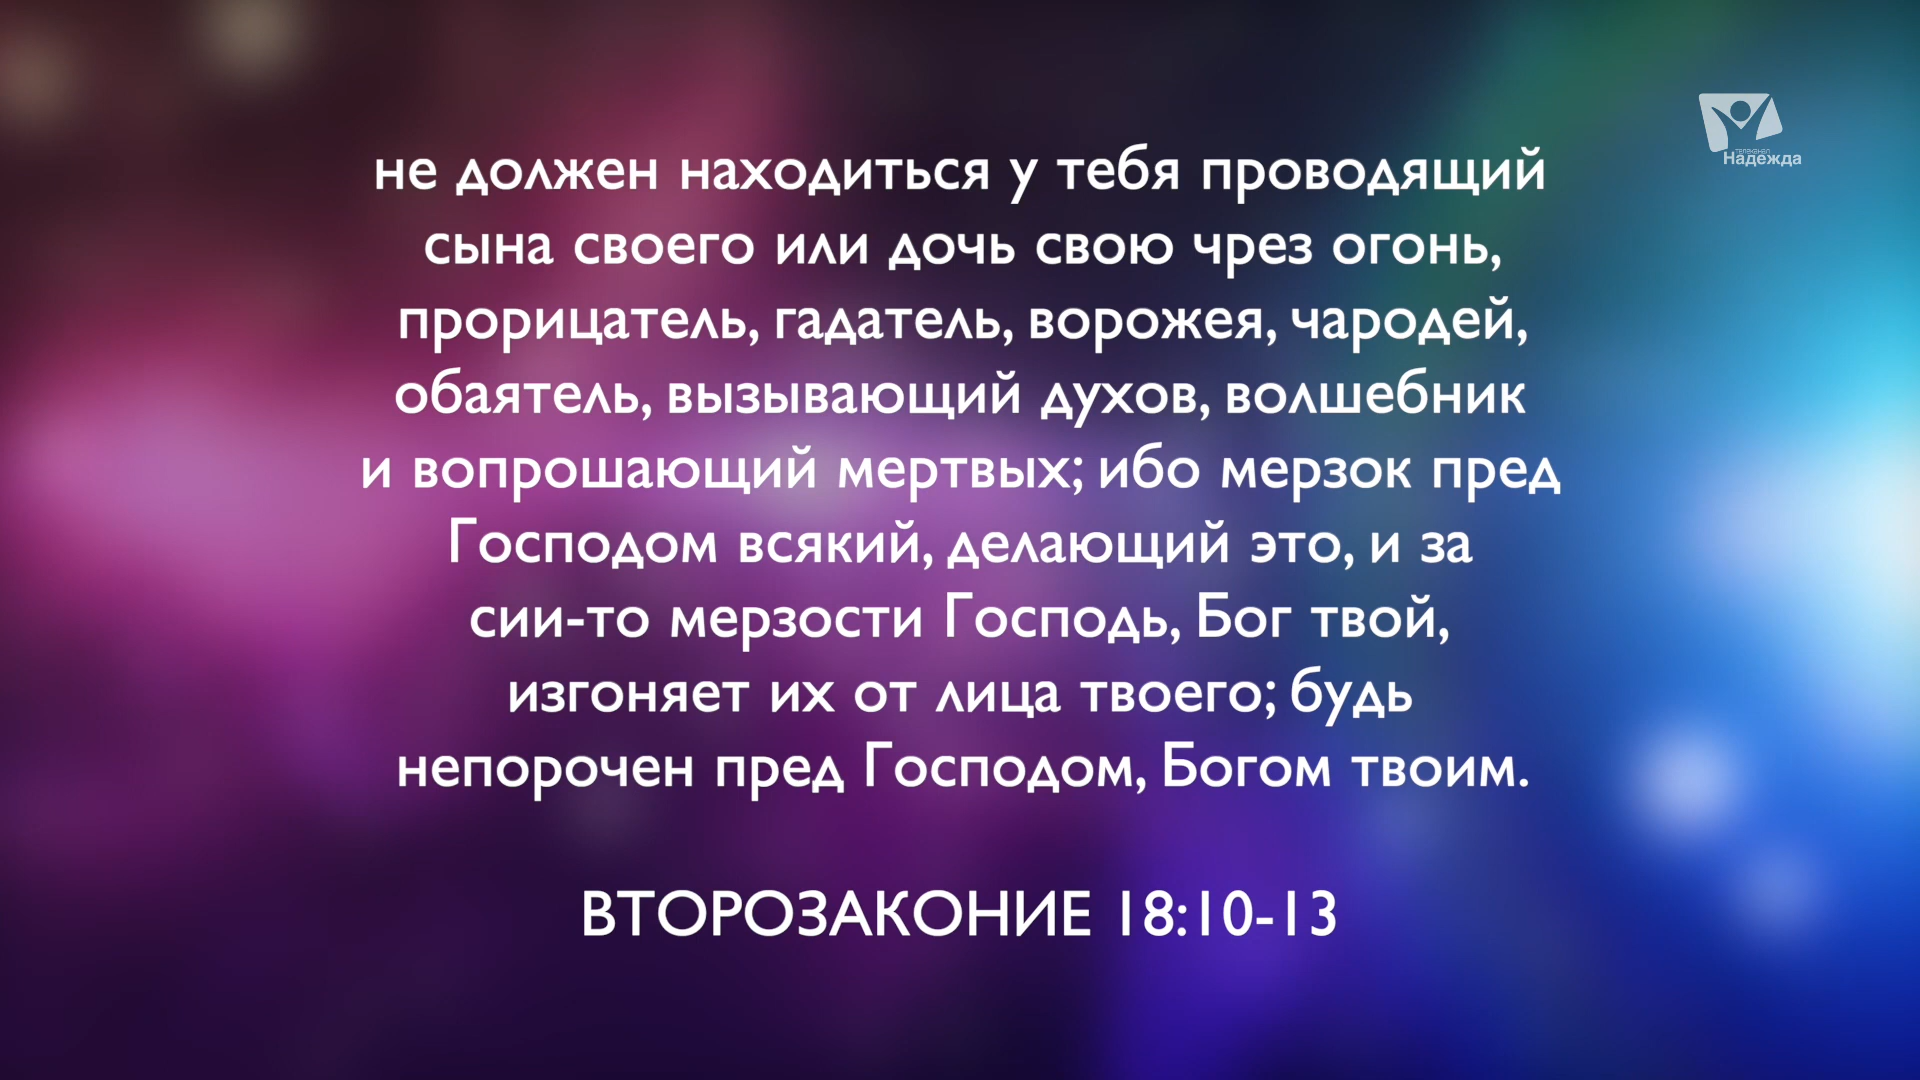 телеканал
Надежда
не должен находиться у тебя проводящий
сына своего или дочь свою чрез огонь,
прорицатель, гадатель, ворожея, чародей,
обаятель, вызывающий духов, волшебник
и вопрошающий мертвых; ибо мерзок пред
Господом всякий, делающий это, и за
сии-то мерзости Господь, Бог твой,
изгоняет их от лица твоего; будь
непорочен пред Господом, Богом твоим.
ВТОРОЗАКОНИЕ 18:10-13